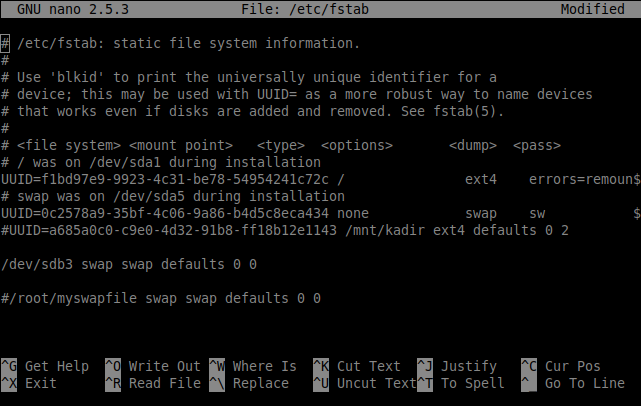 GNU nano 2.5.3 File: /etc/fstab Modified
# /etc/fstab: static file system information.
#
# Use 'blkid' to print the universally unique identifier for a
# device; this may be used with UUID= as a more robust way to name devices
# that works even if disks are added and removed. See fstab(5).
#
# <file system> <mount point>   <type>  <options>       <dump>  <pass>
# / was on /dev/sda1 during installation
UUID=f1bd97e9-9923-4c31-be78-54954241c72c /               ext4    errors=remoun$
# swap was on /dev/sda5 during installation
UUID=0c2578a9-35bf-4c06-9a86-b4d5c8eca434 none            swap    sw            $
#UUID=a685a0c0-c9e0-4d32-91b8-ff18b12e1143 /mnt/kadir ext4 defaults 0 2
/dev/sdb3 swap swap defaults 0 0
#/root/myswapfile swap swap defaults 0 0
^G Get Help  ^O Write Out ^W Where Is  ^K Cut Text  ^J Justify   ^C Cur Pos
^X Exit      ^R Read File ^\ Replace   ^U Uncut Text^T To Spell  ^_ Go To Line